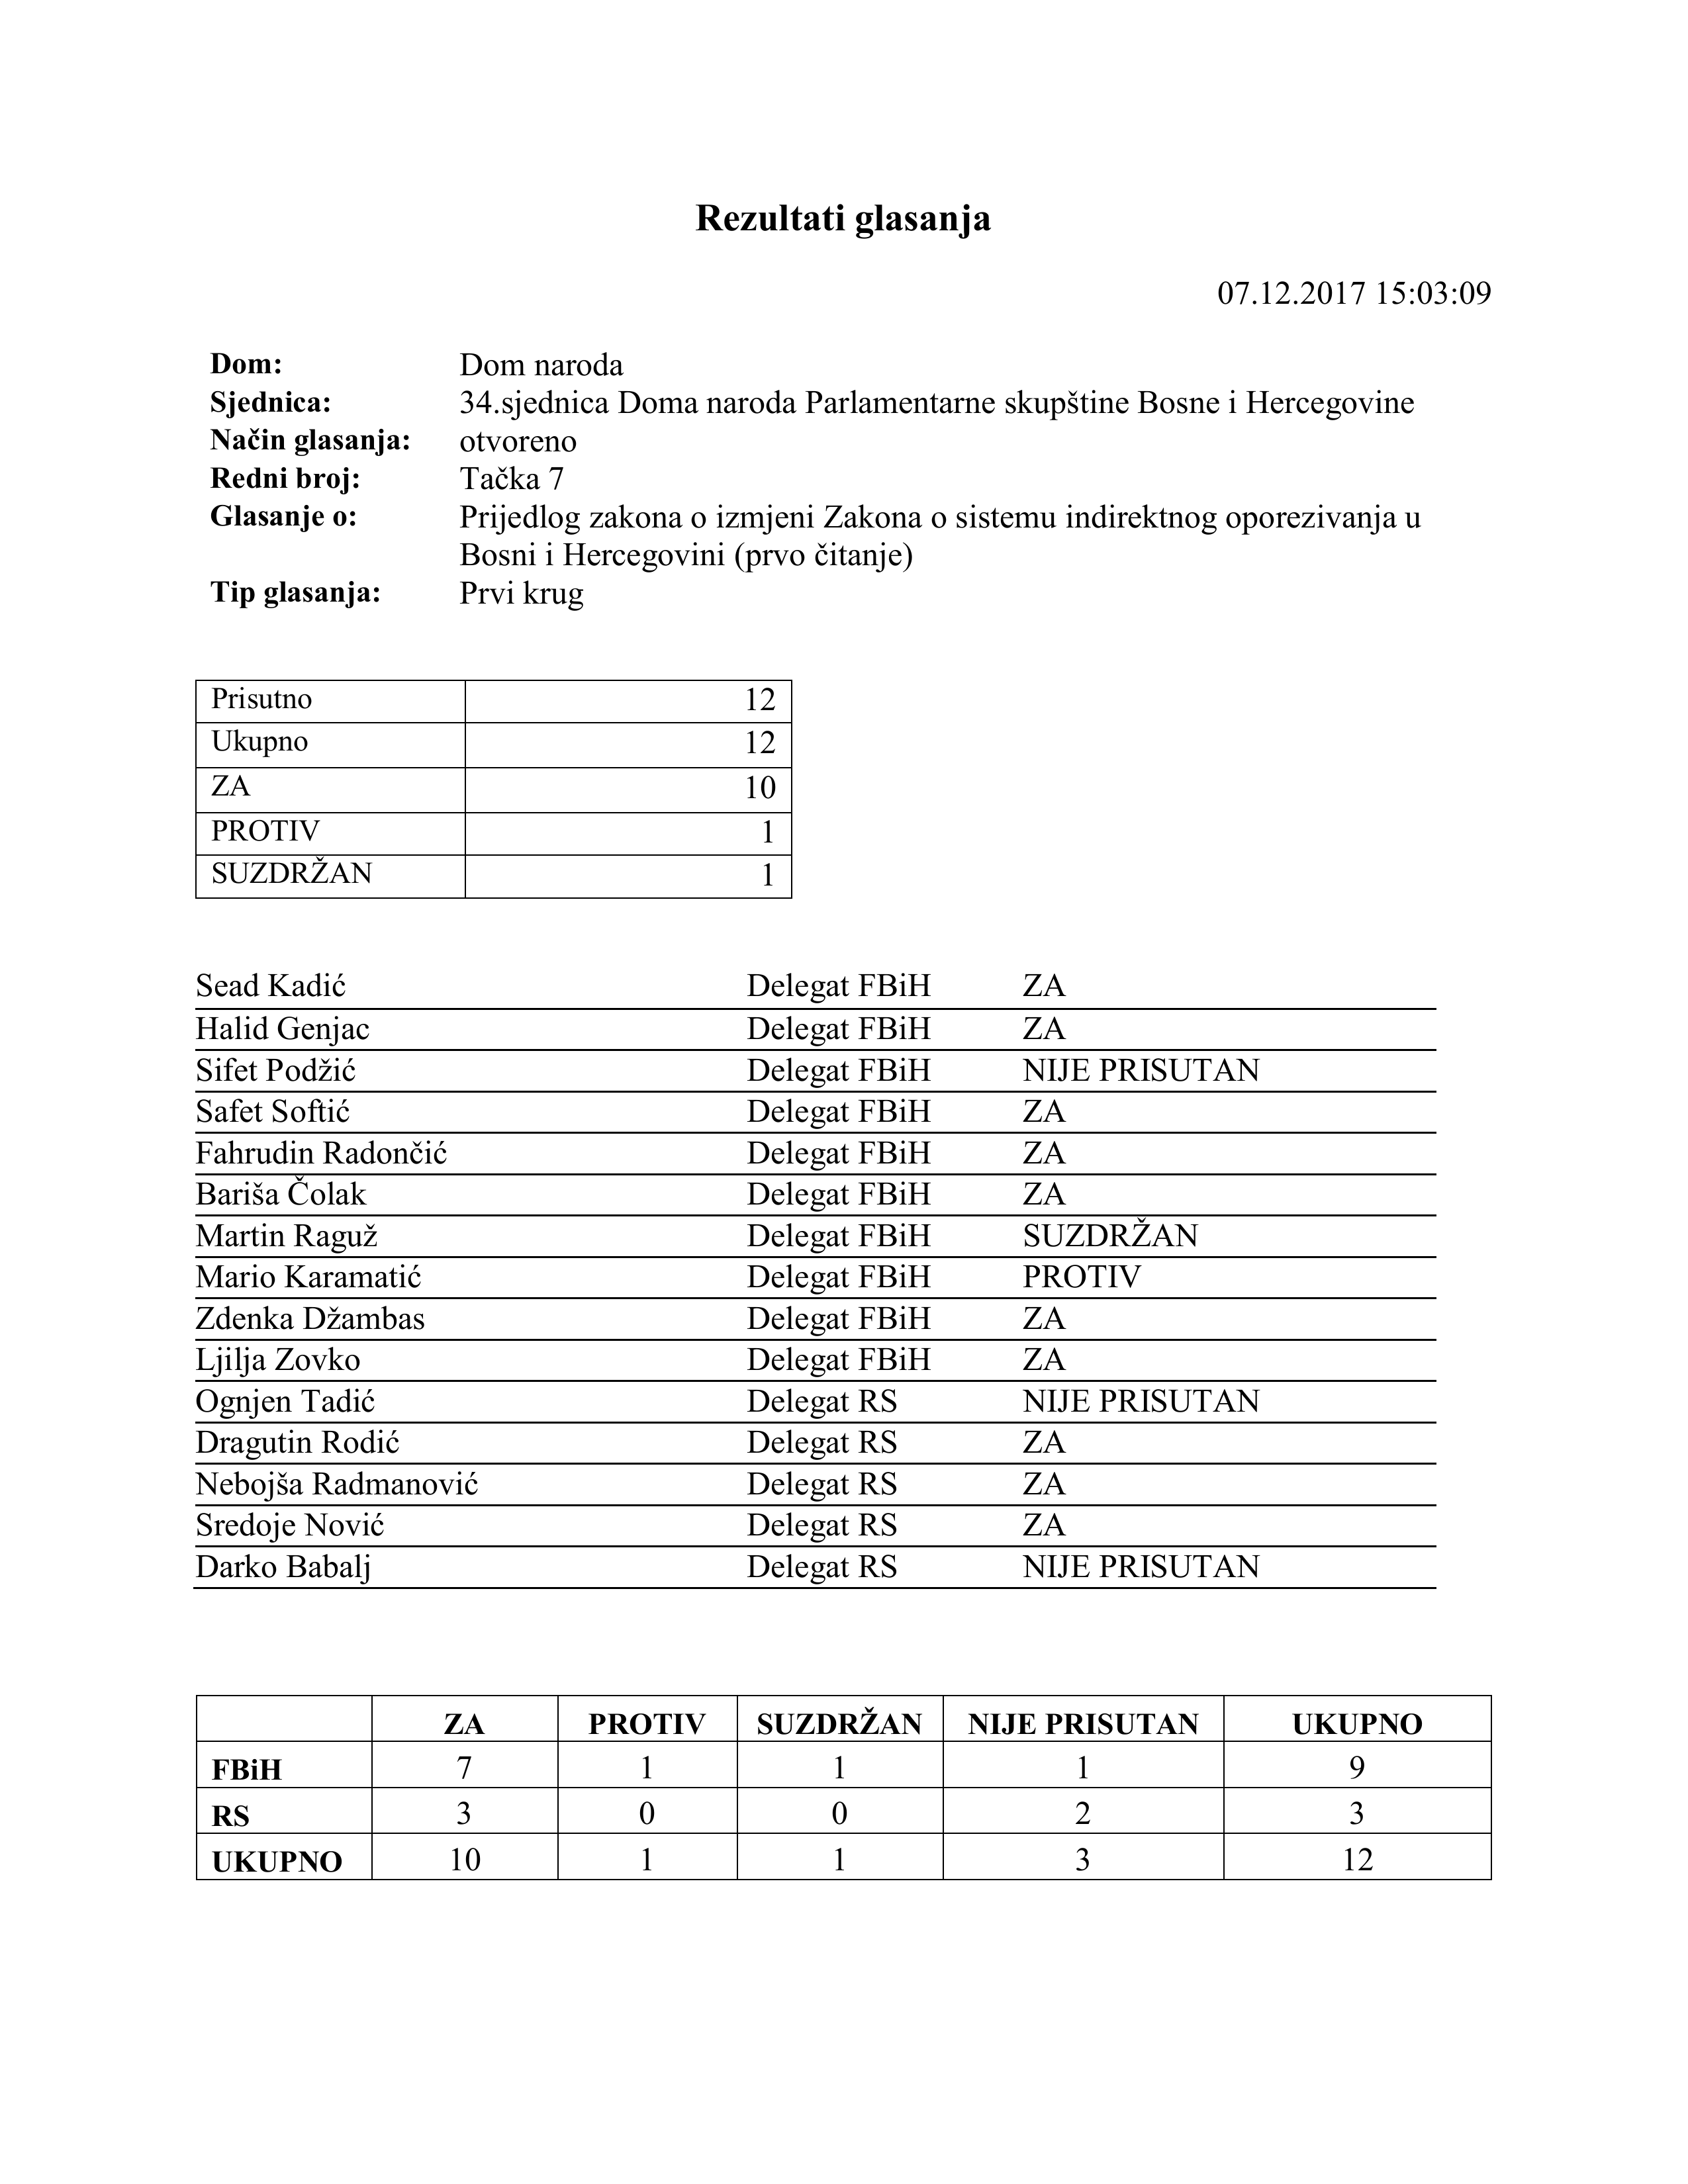 Rezultati glasanja
07.12.2017 15:03:09
Dom: Dom naroda
Sjednica: 34.sjednica Doma naroda Parlamentarne skupštine Bosne i Hercegovine
Način glasanja: otvoreno
Redni broj: Tačka 7
Glasanje o: Prijedlog zakona o izmjeni Zakona o sistemu indirektnog oporezivanja u
Bosni i Hercegovini (prvo čitanje)
Tip glasanja: Prvi krug
Prisutno 12
Ukupno 12
ZA 10
PROTIV 1
SUZDRŽAN 1
Sead Kadić Delegat FBiH ZA
Halid Genjac Delegat FBiH ZA
Sifet Podžić Delegat FBiH NIJE PRISUTAN
Safet Softić Delegat FBiH ZA
Fahrudin Radončić Delegat FBiH ZA
Bariša Čolak Delegat FBiH ZA
Martin Raguž Delegat FBiH SUZDRŽAN
Mario Karamatić Delegat FBiH PROTIV
Zdenka Džambas Delegat FBiH ZA
Ljilja Zovko Delegat FBiH ZA
Ognjen Tadić Delegat RS NIJE PRISUTAN
Dragutin Rodić Delegat RS ZA
Nebojša Radmanović Delegat RS ZA
Sredoje Nović Delegat RS ZA
Darko Babalj Delegat RS NIJE PRISUTAN
ZA PROTIV SUZDRŽAN NIJE PRISUTAN UKUPNO
FBiH 7 1 1 1 9
RS 3 0 0 2 3
UKUPNO 10 1 1 3 12